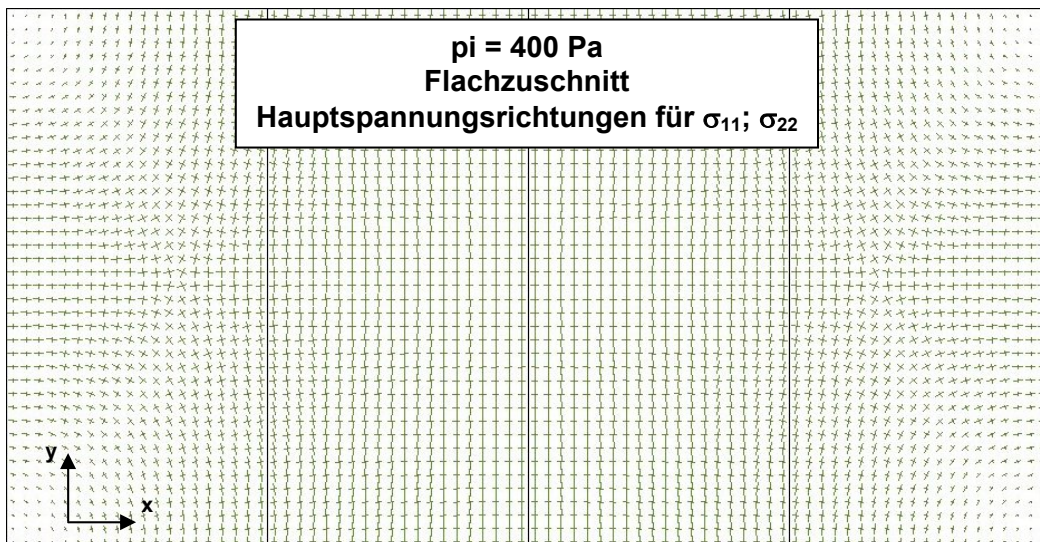 pi = 400 Pa
Flachzuschnitt
Hauptspannungsrichtungen für σ11; σ22
y
x